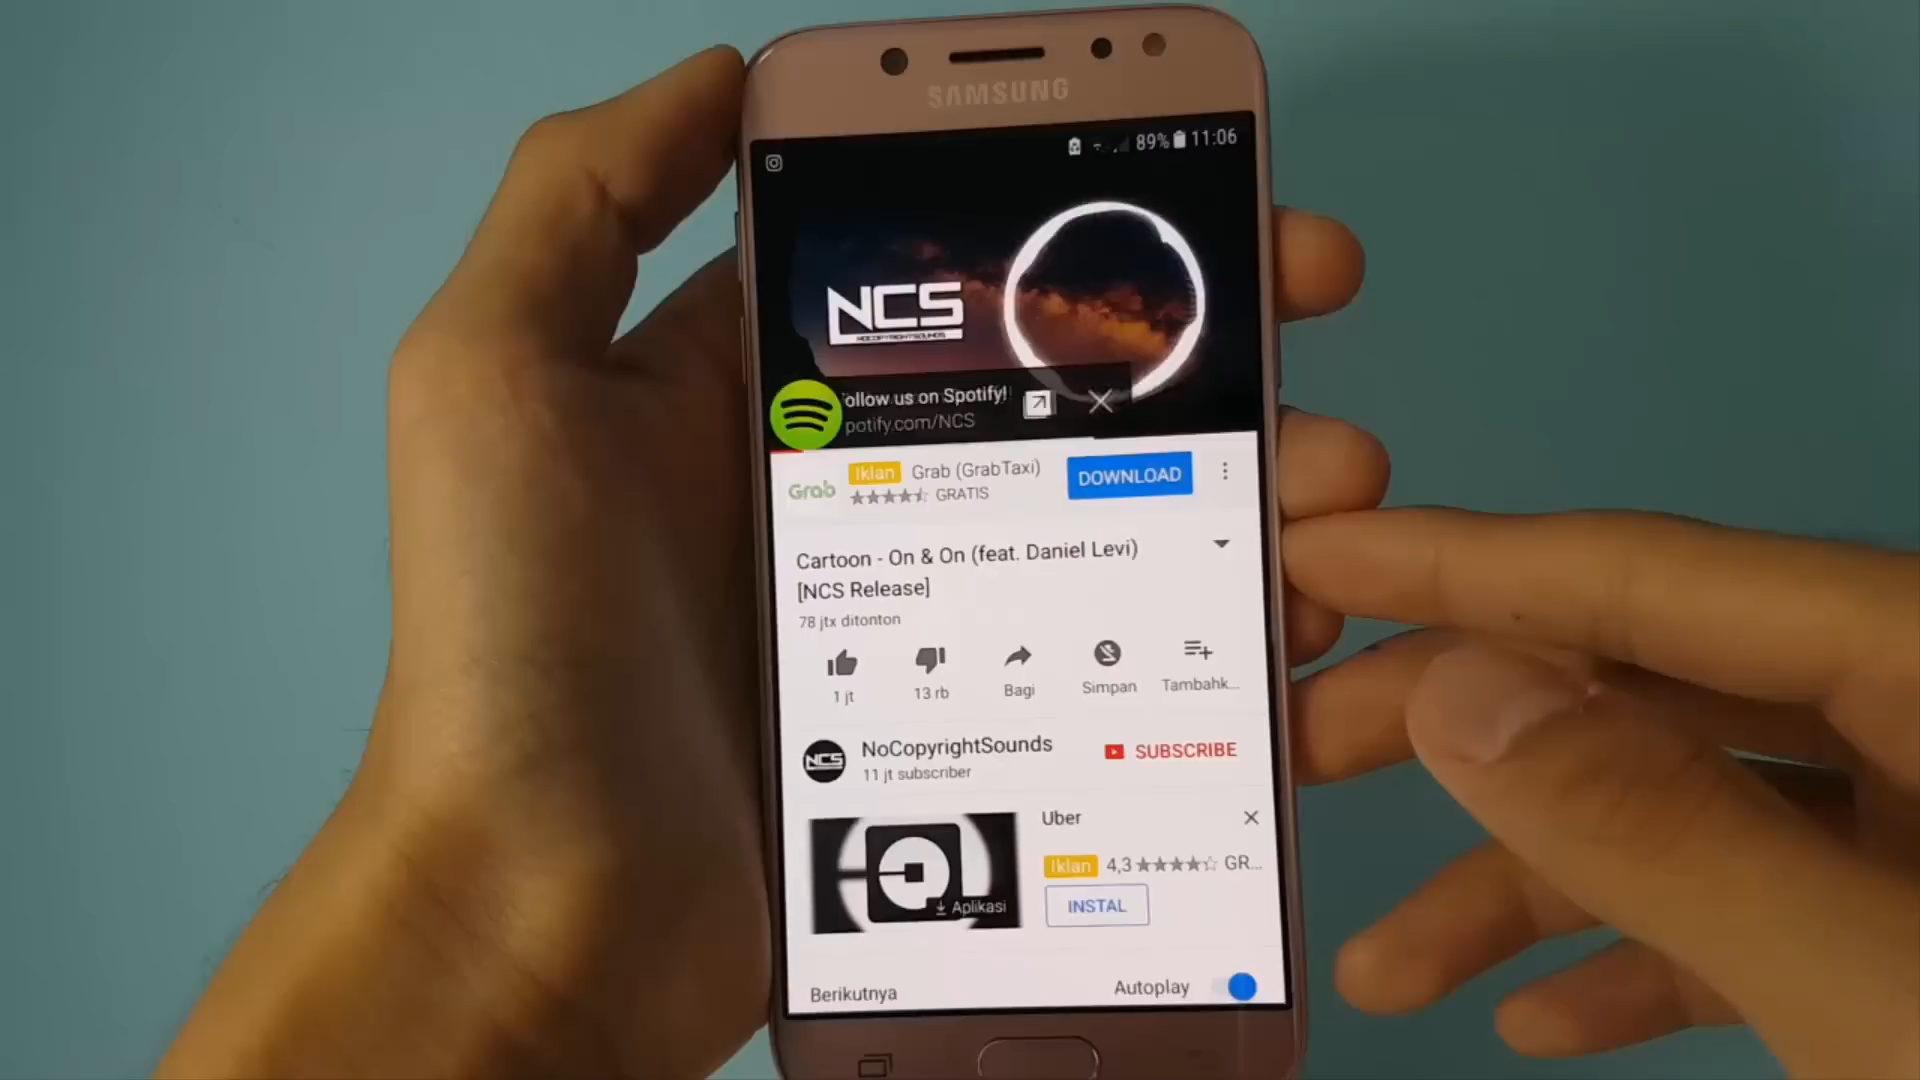 SAMSUNG
89% 11:06
NCS
NOCOPYRIGHTSOUNDS
ollow us on Spotify!
potify.com/NCS
Grab
Iklan Grab (GrabTaxi)
GRATIS
DOWNLOAD
Cartoon - On & On (feat. Daniel Levi)
[NCS Release]
78 jtx ditonton
1 jt
13 rb
Bagi
Simpan
Tambahk...
NCS
NoCopyrightSounds
11 jt subscriber
SUBSCRIBE
Aplikasi
Uber
Iklan 4,3 GR...
INSTAL
Berikutnya
Autoplay